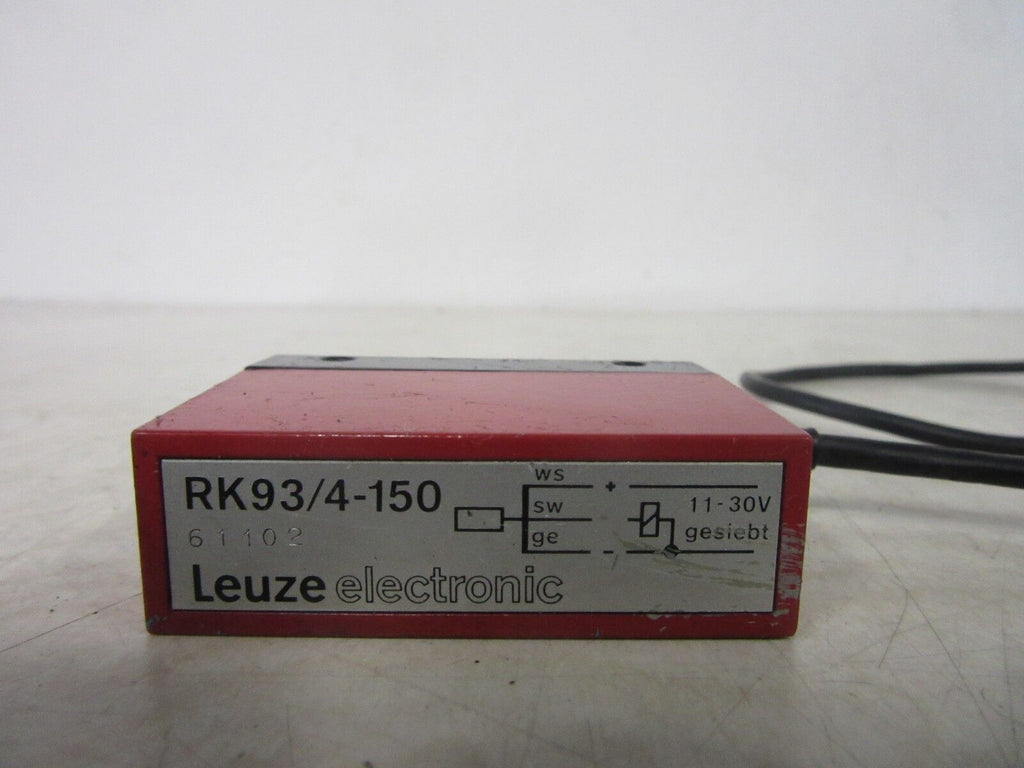 RK93/4-150
61102
Leuze electronic
ws
+
sw
ge
-
11-30V
gesiebt